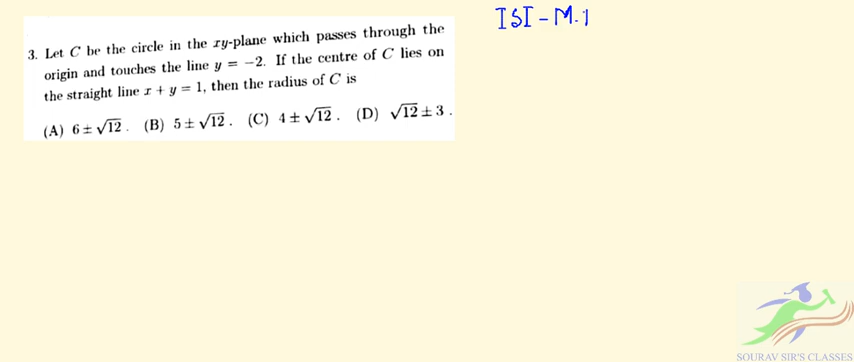 ISI-M.1
3. Let C be the circle in the xy-plane which passes through the
origin and touches the line y = −2. If the centre of C lies on
the straight line x + y = 1, then the radius of C is
(A) 6 ± √12 . (B) 5 ± √12 . (C) 4 ± √12 . (D) √12 ± 3 .
SOURAV SIR'S CLASSES